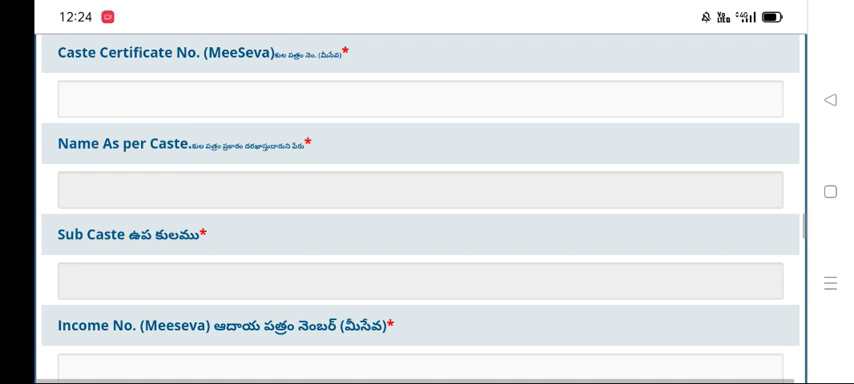 12:24
Caste Certificate No. (MeeSeva)కుల పత్రం నెం. (మీసేవ)*
Name As per Caste.కుల పత్రం ప్రకారం దరఖాస్తుదారుని పేరు*
Sub Caste ఉప కులము*
Income No. (Meeseva) ఆదాయ పత్రం నెంబర్ (మీసేవ)*